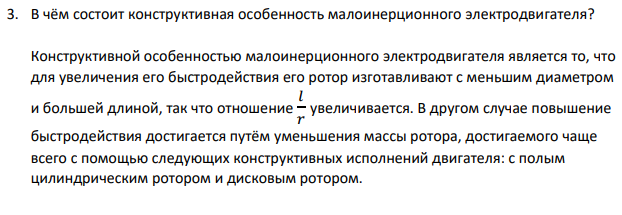 3. В чём состоит конструктивная особенность малоинерционного электродвигателя?
Конструктивной особенностью малоинерционного электродвигателя является то, что
для увеличения его быстродействия его ротор изготавливают с меньшим диаметром
и большей длиной, так что отношение l/r увеличивается. В другом случае повышение
быстродействия достигается путём уменьшения массы ротора, достигаемого чаще
всего с помощью следующих конструктивных исполнений двигателя: с полым
цилиндрическим ротором и дисковым ротором.